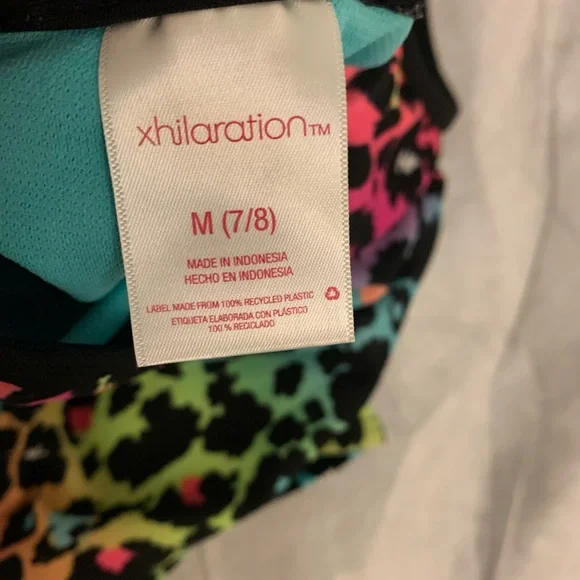 xhilaration™
M (7/8)
MADE IN INDONESIA
HECHO EN INDONESIA
LABEL MADE FROM 100% RECYCLED PLASTIC
ETIQUETA ELABORADA CON PLÁSTICO
100 % RECICLADO